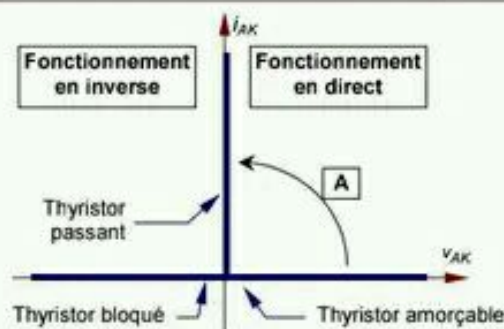 iAK
Fonctionnement
en inverse
Fonctionnement
en direct
A
Thyristor
passant
vAK
Thyristor bloqué
Thyristor amorçable